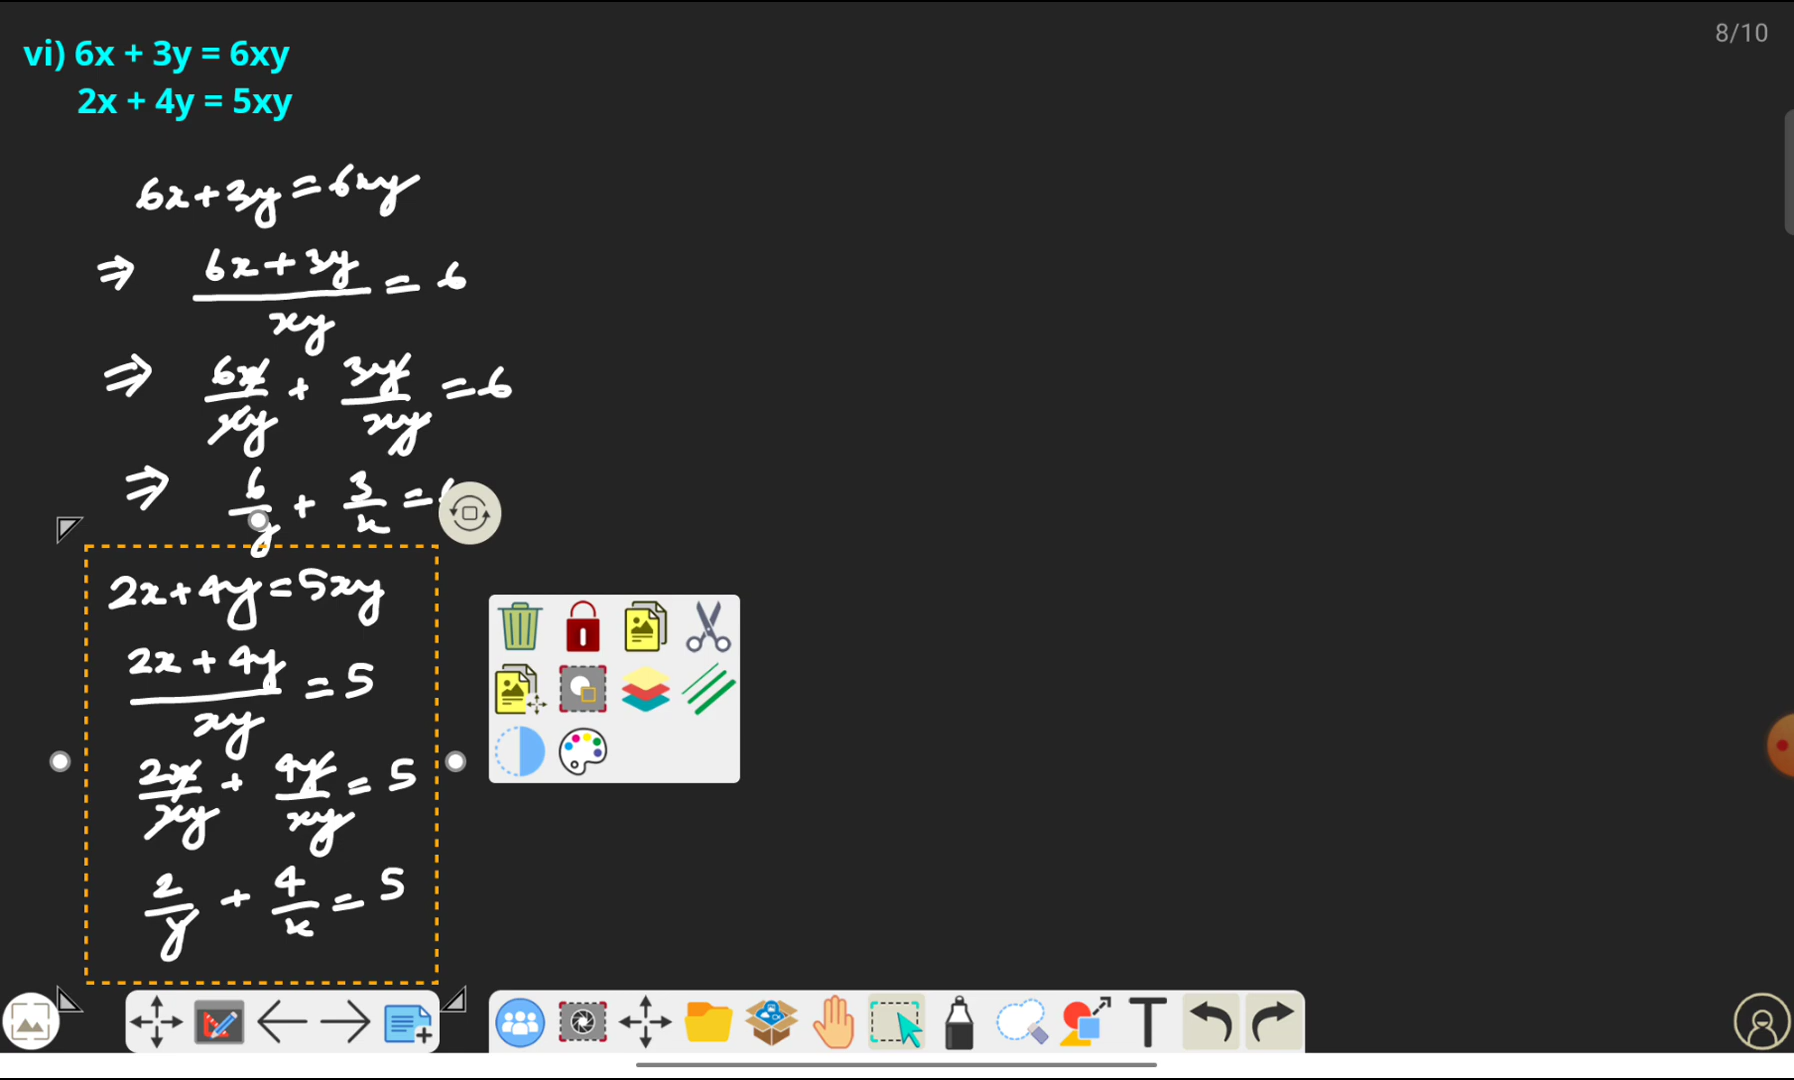 8/10
vi) 6x + 3y = 6xy
2x + 4y = 5xy
6x+3y=6xy
⇒ (6x+3y)/xy = 6
⇒ 6x/xy + 3y/xy = 6
⇒ 6/y + 3/x =
2x+4y=5xy
(2x+4y)/xy = 5
2x/xy + 4y/xy = 5
2/y + 4/x = 5
T